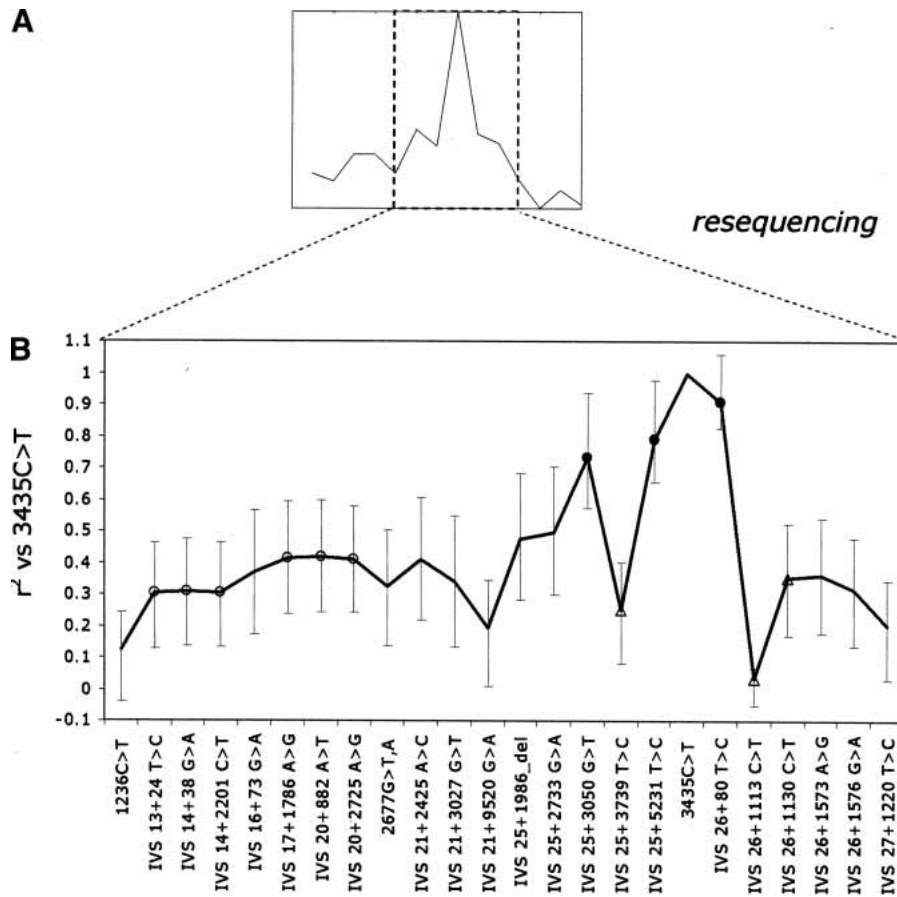 A
resequencing
B
r² vs 3435C>T
1.1
1
0.9
0.8
0.7
0.6
0.5
0.4
0.3
0.2
0.1
0
-0.1
1236C>T
IVS 13+24 T>C
IVS 14+38 G>A
IVS 14+2201 C>T
IVS 16+73 G>A
IVS 17+1786 A>G
IVS 20+882 A>T
IVS 20+2725 A>G
2677G>T,A
IVS 21+2425 A>C
IVS 21+3027 G>T
IVS 21+9520 G>A
IVS 25+1986_del
IVS 25+2733 G>A
IVS 25+3050 G>T
IVS 25+3739 T>C
IVS 25+5231 T>C
3435C>T
IVS 26+80 T>C
IVS 26+1113 C>T
IVS 26+1130 C>T
IVS 26+1573 A>G
IVS 26+1576 G>A
IVS 27+1220 T>C